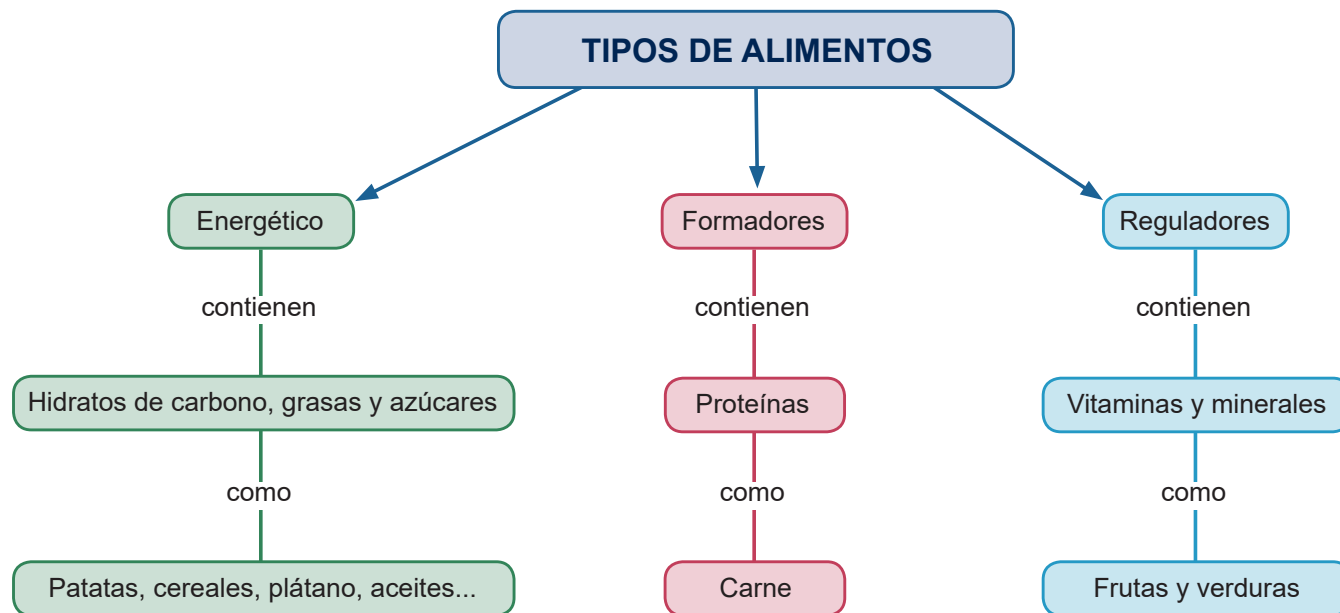 TIPOS DE ALIMENTOS
Energético
Formadores
Reguladores
contienen
contienen
contienen
Hidratos de carbono, grasas y azúcares
Proteínas
Vitaminas y minerales
como
como
como
Patatas, cereales, plátano, aceites...
Carne
Frutas y verduras